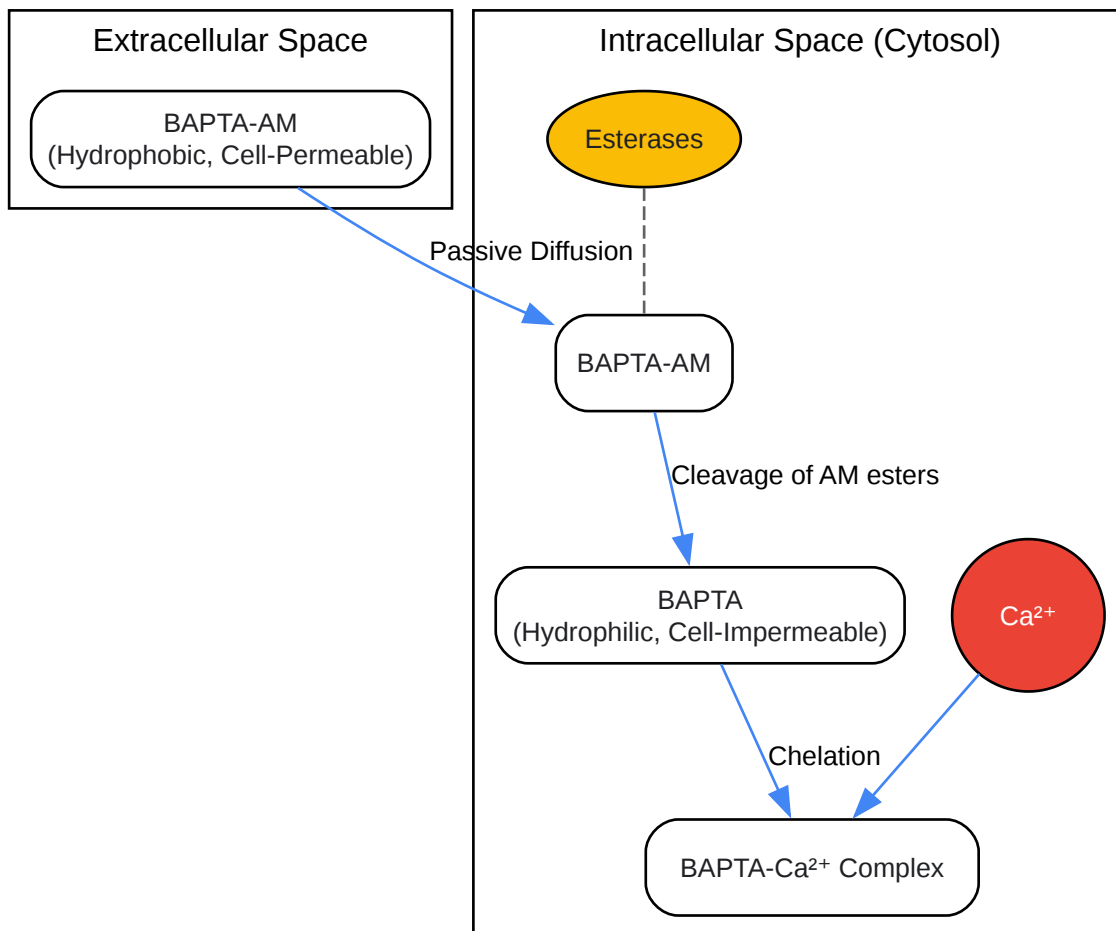 Extracellular Space
BAPTA-AM
(Hydrophobic, Cell-Permeable)
Intracellular Space (Cytosol)
Esterases
Passive Diffusion
BAPTA-AM
Cleavage of AM esters
BAPTA
(Hydrophilic, Cell-Impermeable)
Ca²⁺
Chelation
BAPTA-Ca²⁺ Complex